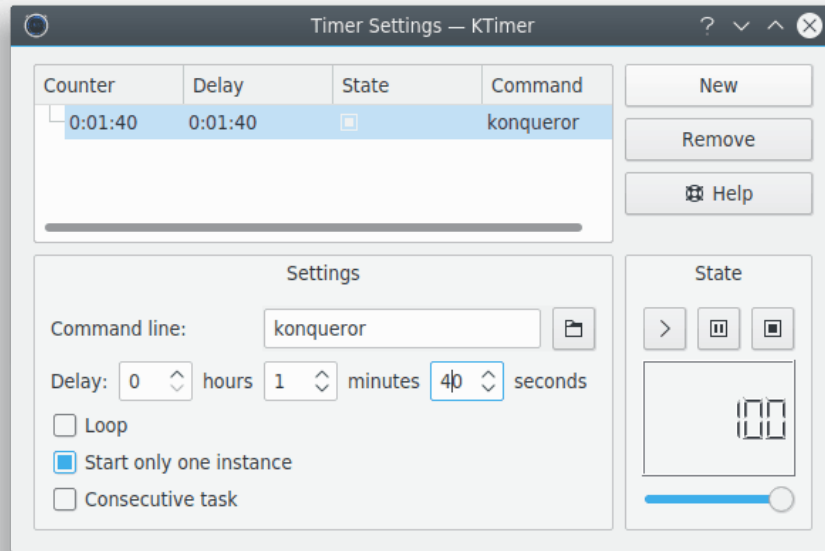 Timer Settings — KTimer
Counter Delay State Command
0:01:40 0:01:40 konqueror
New
Remove
Help
Settings
Command line: konqueror
Delay: 0 hours 1 minutes 40 seconds
Loop
Start only one instance
Consecutive task
State
100